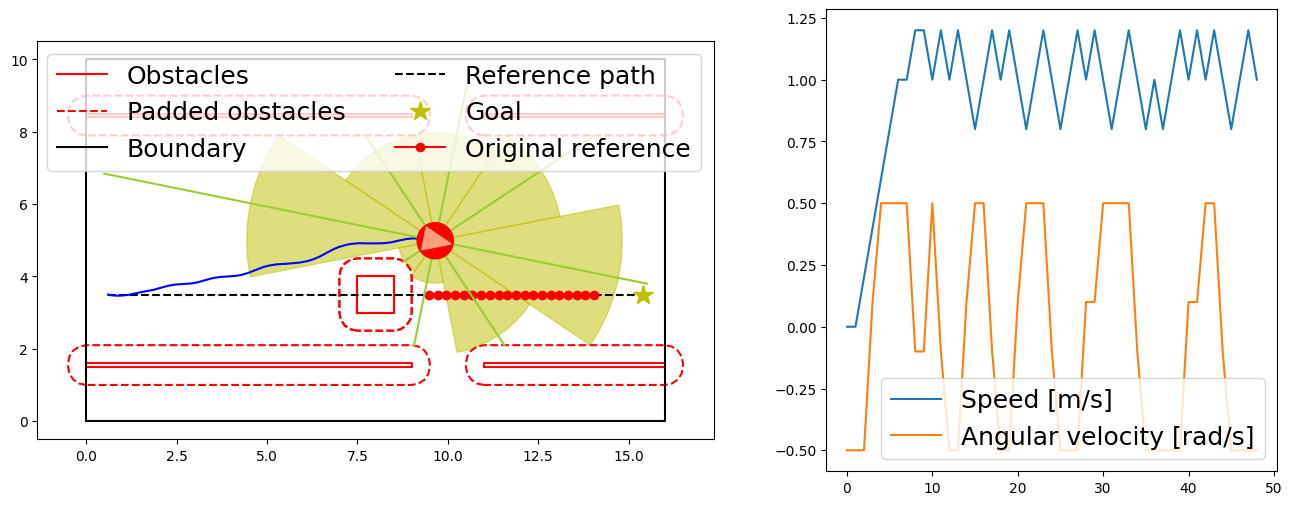 Obstacles
Padded obstacles
Boundary
Reference path
Goal
Original reference
10
8
6
4
2
0
0.0 2.5 5.0 7.5 10.0 12.5 15.0
1.25
1.00
0.75
0.50
0.25
0.00
−0.25
−0.50
Speed [m/s]
Angular velocity [rad/s]
0 10 20 30 40 50